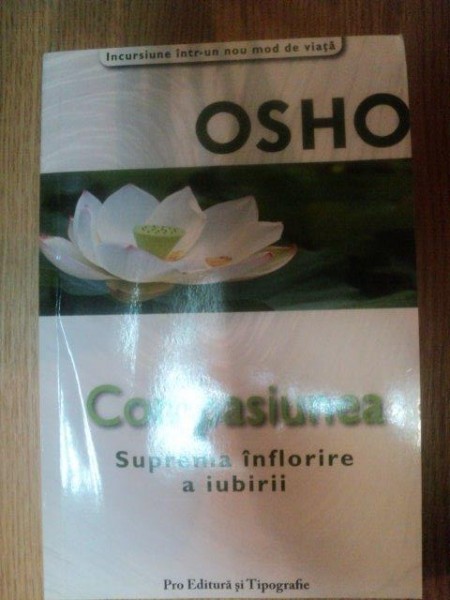 Incursiune într-un nou mod de viață
OSHO
Compasiunea
Suprema înflorire
a iubirii
Pro Editură și Tipografie